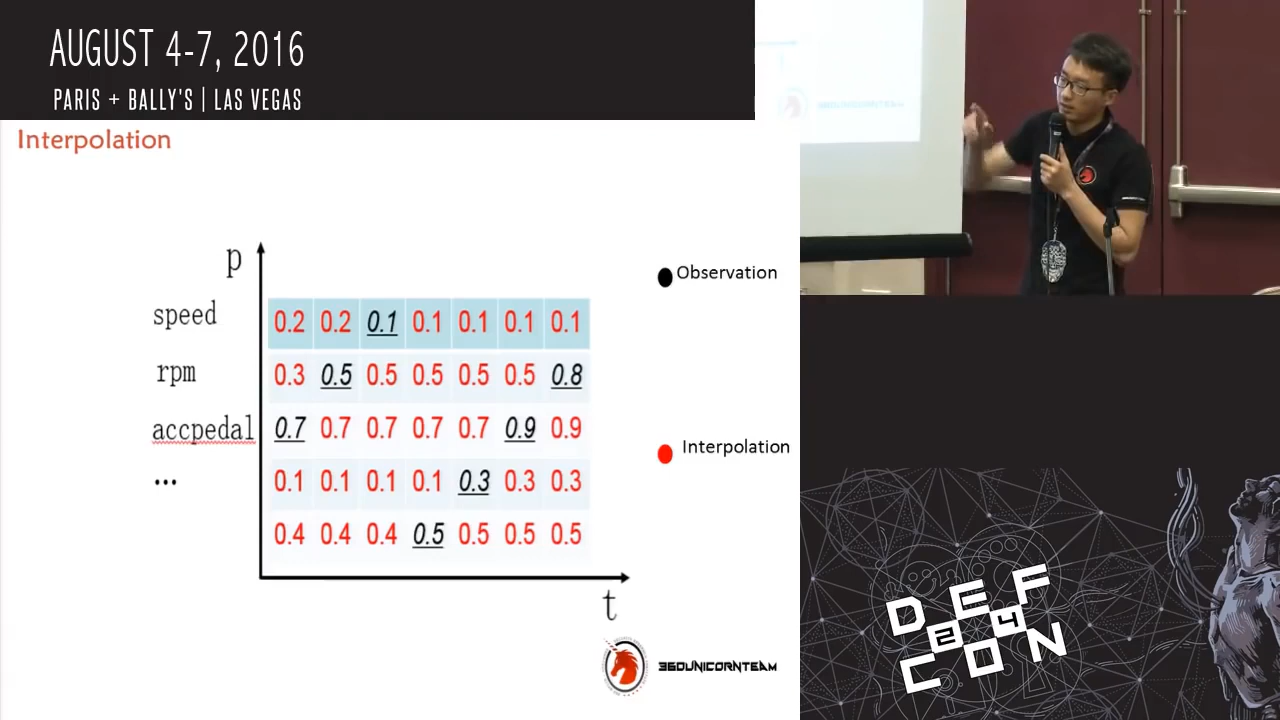 AUGUST 4-7, 2016
PARIS + BALLY'S | LAS VEGAS
Interpolation
p
speed 0.2 0.2 0.1 0.1 0.1 0.1 0.1
rpm 0.3 0.5 0.5 0.5 0.5 0.5 0.8
accpedal 0.7 0.7 0.7 0.7 0.7 0.9 0.9
... 0.1 0.1 0.1 0.1 0.3 0.3 0.3
0.4 0.4 0.4 0.5 0.5 0.5 0.5
t
Observation
Interpolation
360UNICORNTEAM
DEF
24
CON